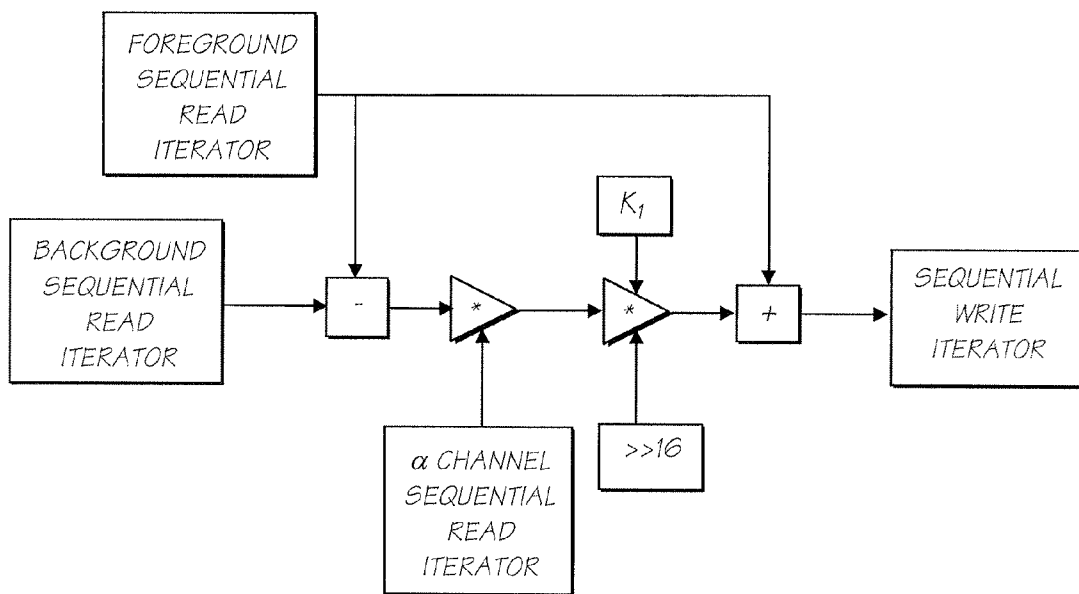 FOREGROUND
SEQUENTIAL
READ
ITERATOR
K₁
BACKGROUND
SEQUENTIAL
READ
ITERATOR
-
*
*
+
SEQUENTIAL
WRITE
ITERATOR
α CHANNEL
SEQUENTIAL
READ
ITERATOR
>>16